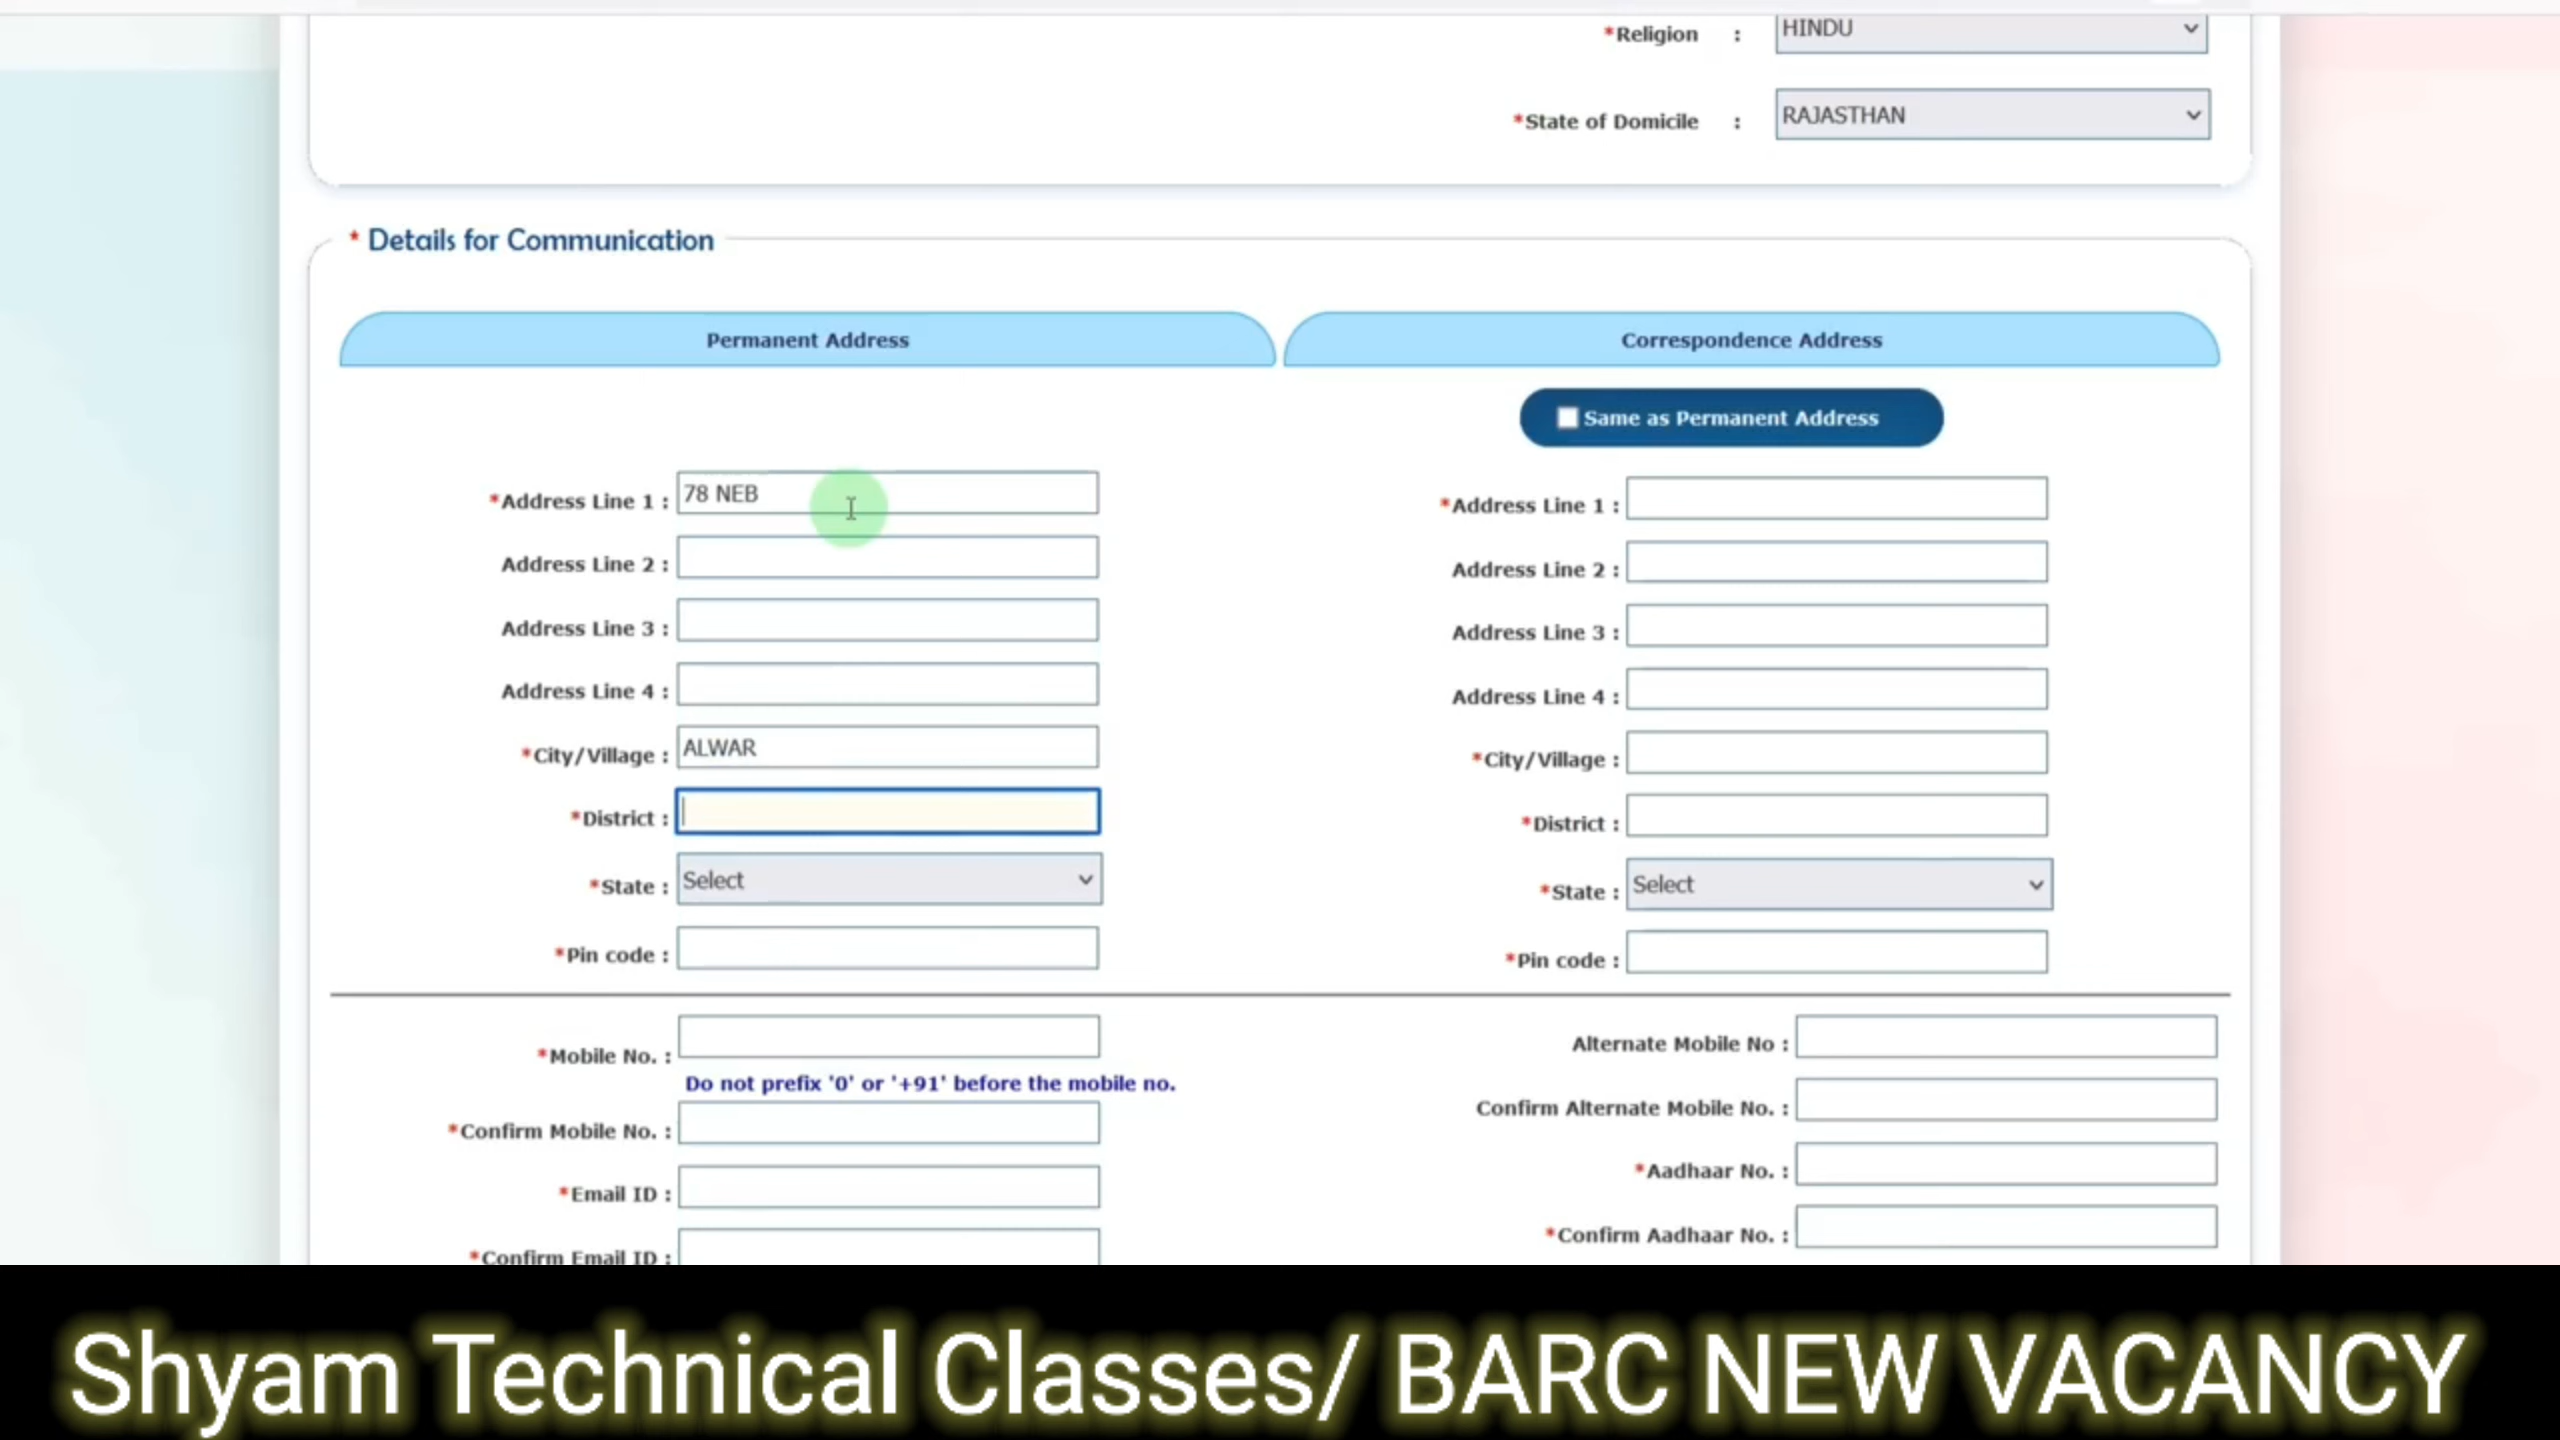 *Religion : HINDU
*State of Domicile : RAJASTHAN
* Details for Communication
Permanent Address
Correspondence Address
Same as Permanent Address
*Address Line 1 : 78 NEB
Address Line 2 :
Address Line 3 :
Address Line 4 :
*City/Village : ALWAR
*District :
*State : Select
*Pin code :
*Address Line 1 :
Address Line 2 :
Address Line 3 :
Address Line 4 :
*City/Village :
*District :
*State : Select
*Pin code :
*Mobile No. :
Do not prefix '0' or '+91' before the mobile no.
*Confirm Mobile No. :
*Email ID :
*Confirm Email ID :
Alternate Mobile No :
Confirm Alternate Mobile No. :
*Aadhaar No. :
*Confirm Aadhaar No. :
Shyam Technical Classes/ BARC NEW VACANCY